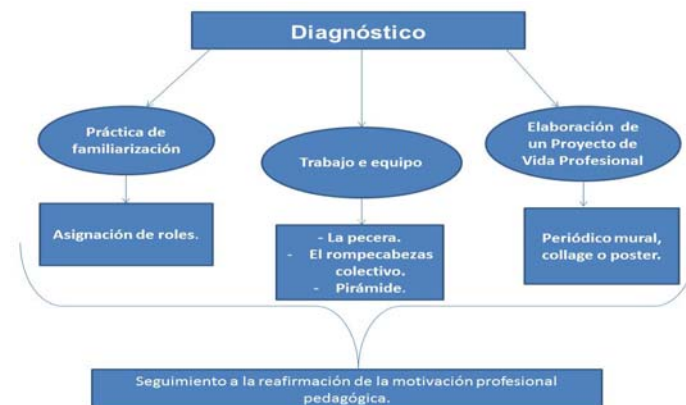 Diagnóstico
Práctica de
familiarización
Trabajo e equipo
Elaboración de
un Proyecto de
Vida Profesional
Asignación de roles.
- La pecera.
- El rompecabezas
colectivo.
- Pirámide.
Periódico mural,
collage o poster.
Seguimiento a la reafirmación de la motivación profesional
pedagógica.